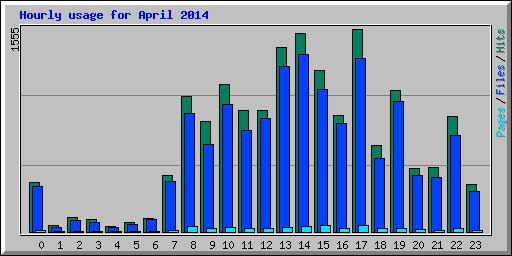 Hourly usage for April 2014
1555
Pages/Files/Hits
0 1 2 3 4 5 6 7 8 9 10 11 12 13 14 15 16 17 18 19 20 21 22 23